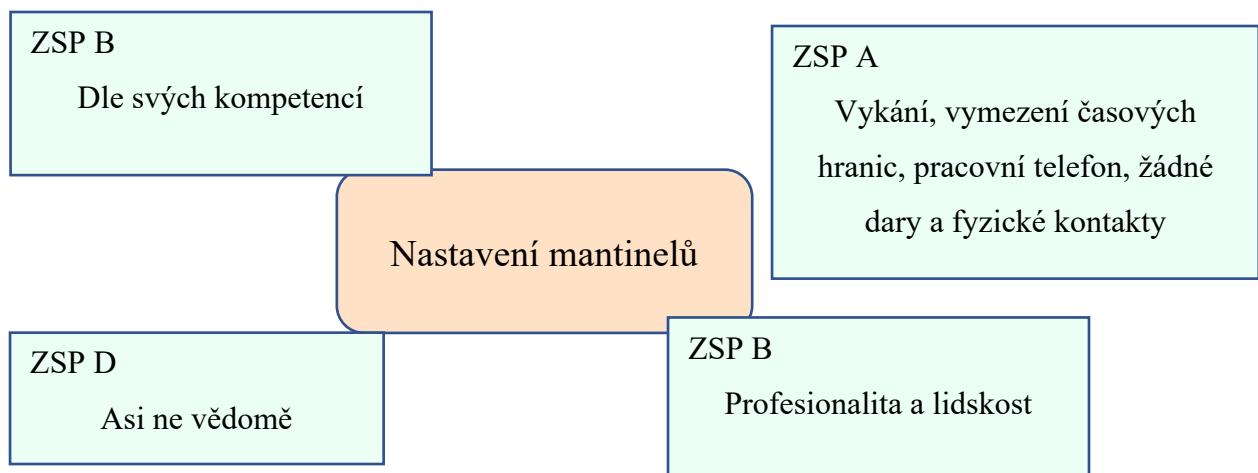 ZSP B
Dle svých kompetencí
ZSP A
Vykání, vymezení časových
hranic, pracovní telefon, žádné
dary a fyzické kontakty
Nastavení mantinelů
ZSP D
Asi ne vědomě
ZSP B
Profesionalita a lidskost